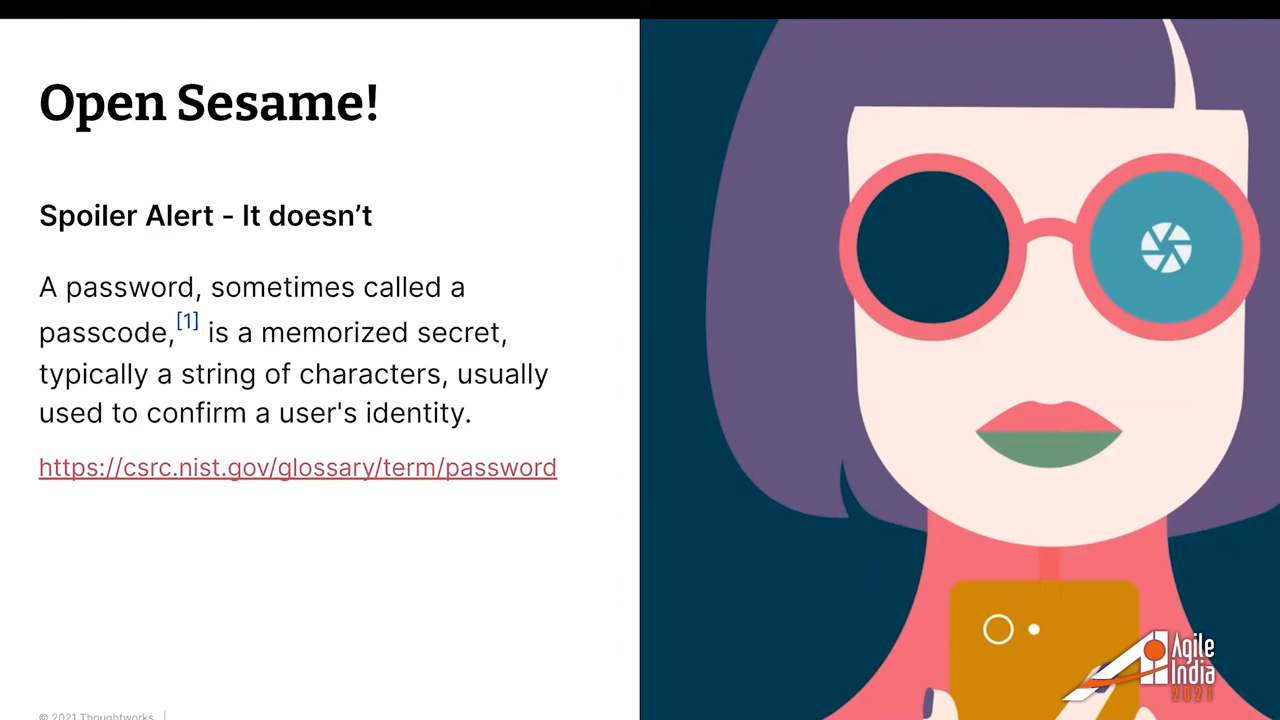 Open Sesame!
Spoiler Alert - It doesn’t
A password, sometimes called a
passcode,[1] is a memorized secret,
typically a string of characters, usually
used to confirm a user's identity.
https://csrc.nist.gov/glossary/term/password
© 2021 Thoughtworks |
Agile
India
2021